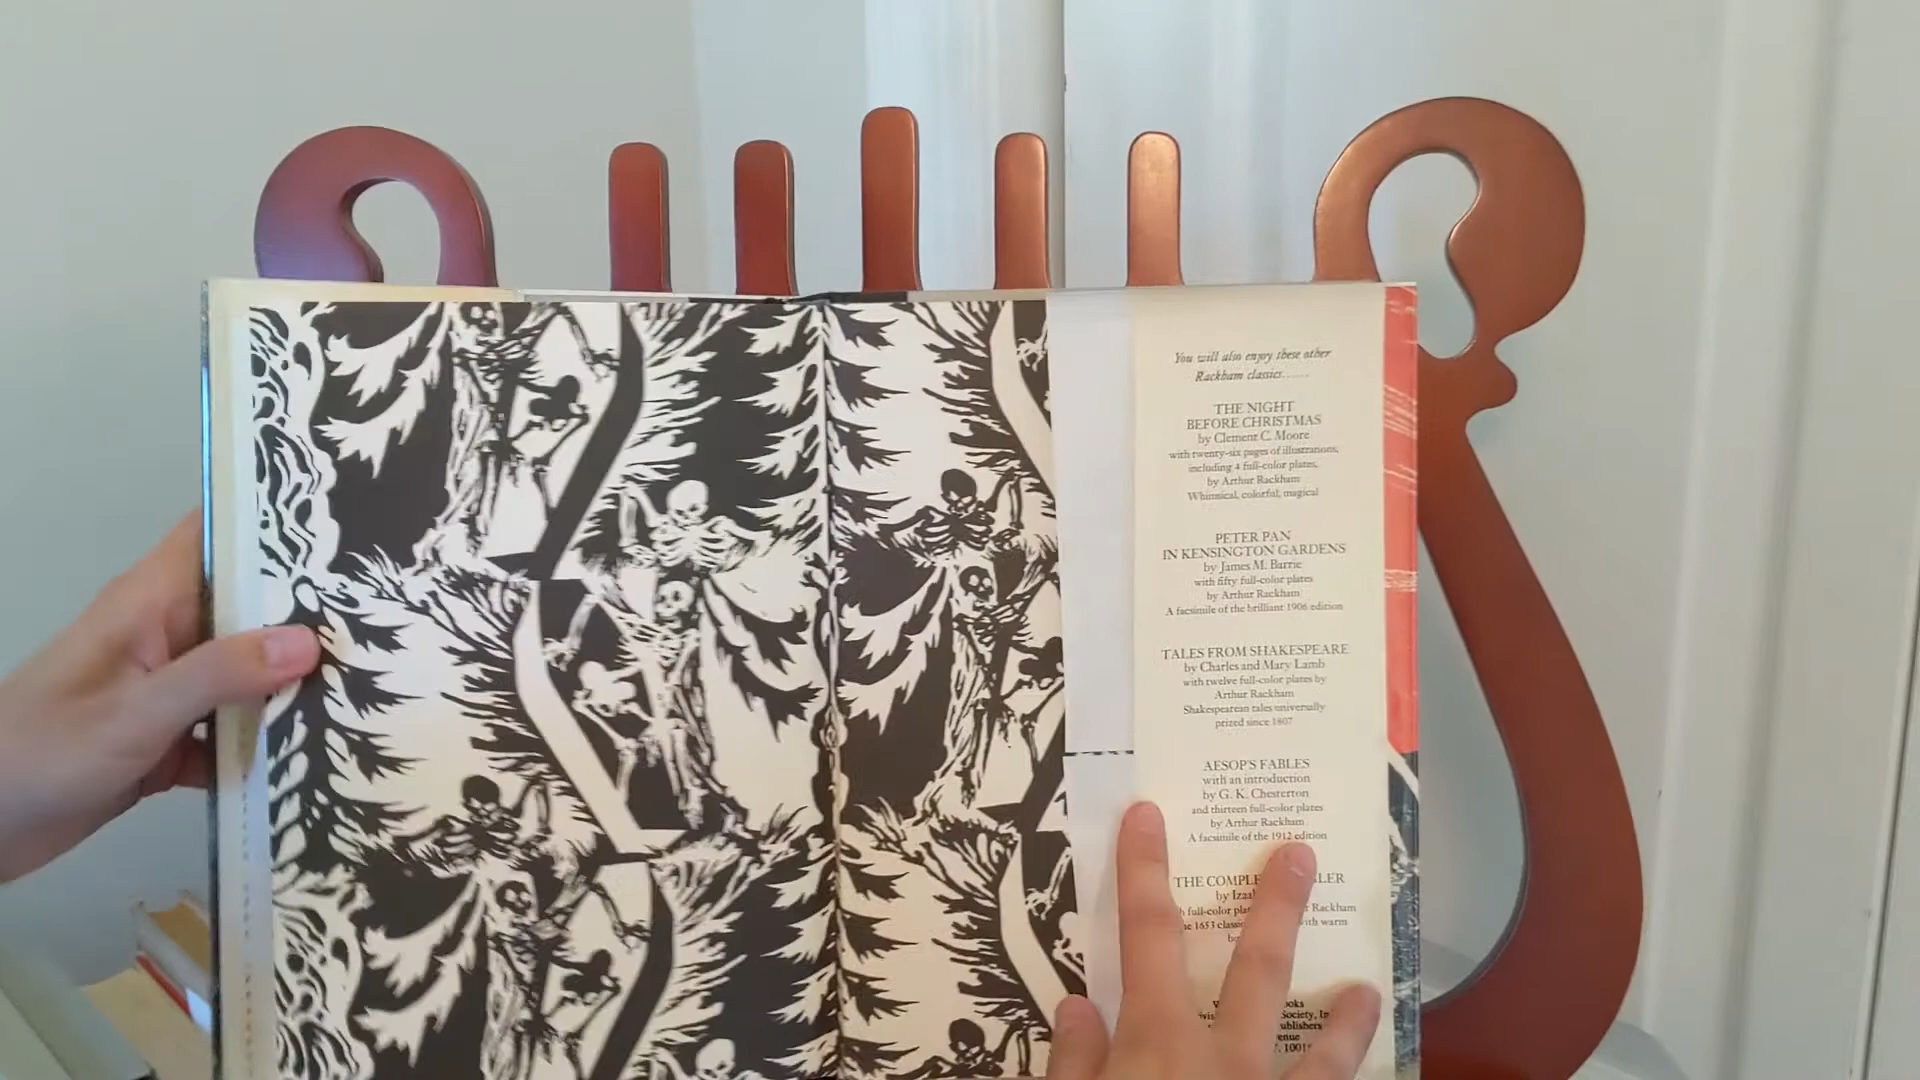 You will also enjoy these other
Rackham classics......
THE NIGHT
BEFORE CHRISTMAS
by Clement C. Moore
with twenty-six pages of illustrations,
including 4 full-color plates,
by Arthur Rackham
Whimsical, colorful, magical
PETER PAN
IN KENSINGTON GARDENS
by James M. Barrie
with fifty full-color plates
by Arthur Rackham
A facsimile of the brilliant 1906 edition
TALES FROM SHAKESPEARE
by Charles and Mary Lamb
with twelve full-color plates by
Arthur Rackham
Shakespearean tales universally
prized since 1807
AESOP'S FABLES
with an introduction
by G. K. Chesterton
and thirteen full-color plates
by Arthur Rackham
A facsimile of the 1912 edition
THE
by
full-color Rackham
1653 with warm
Society,